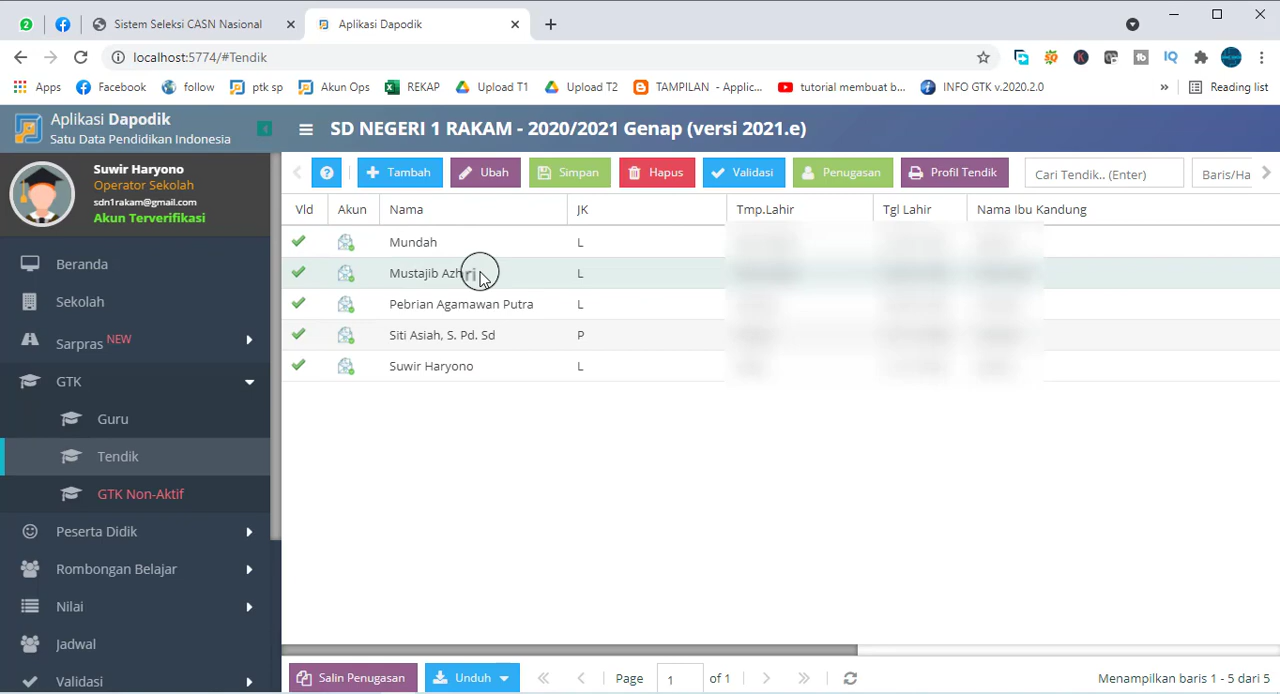 2
Sistem Seleksi CASN Nasional
Aplikasi Dapodik
localhost:5774/#Tendik
Apps
Facebook
follow
ptk sp
Akun Ops
REKAP
Upload T1
Upload T2
TAMPILAN - Applic...
tutorial membuat b...
INFO GTK v.2020.2.0
»
Reading list
Aplikasi Dapodik
Satu Data Pendidikan Indonesia
SD NEGERI 1 RAKAM - 2020/2021 Genap (versi 2021.e)
Suwir Haryono
Operator Sekolah
sdn1rakam@gmail.com
Akun Terverifikasi
Beranda
Sekolah
Sarpras NEW
GTK
Guru
Tendik
GTK Non-Aktif
Peserta Didik
Rombongan Belajar
Nilai
Jadwal
Validasi
? Tambah Ubah Simpan Hapus Validasi Penugasan Profil Tendik Cari Tendik.. (Enter) Baris/Ha
Vld Akun Nama JK Tmp.Lahir Tgl Lahir Nama Ibu Kandung
Mundah L
Mustajib Azhri L
Pebrian Agamawan Putra L
Siti Asiah, S. Pd. Sd P
Suwir Haryono L
Salin Penugasan Unduh Page 1 of 1 Menampilkan baris 1 - 5 dari 5